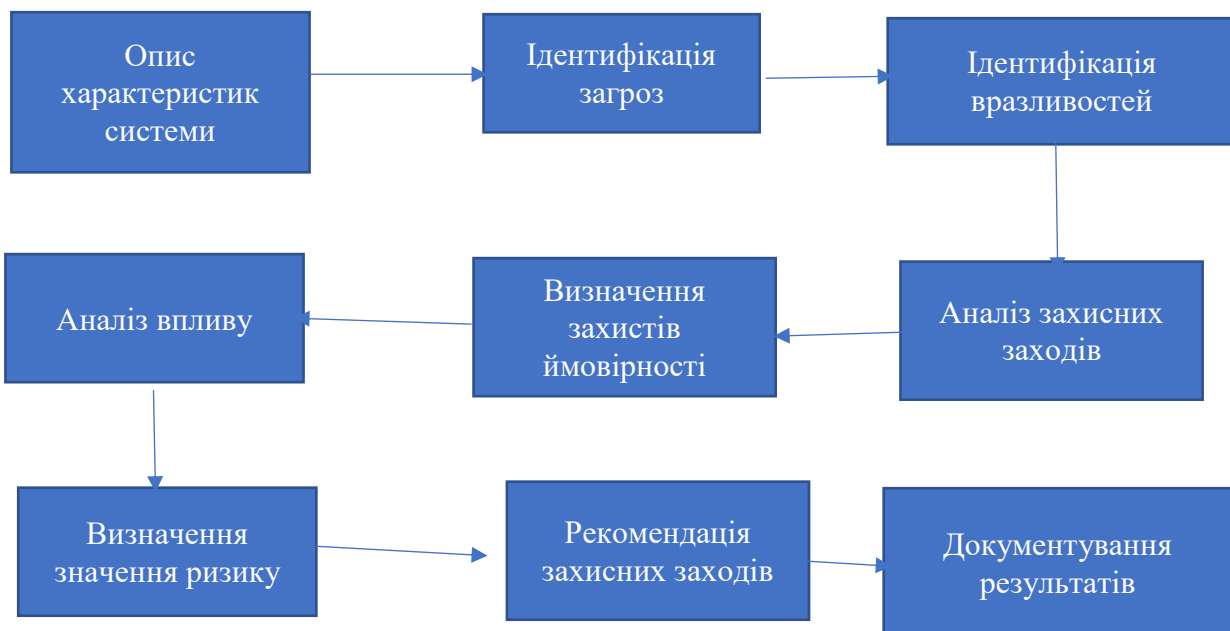 Опис
характеристик
системи
Ідентифікація
загроз
Ідентифікація
вразливостей
Аналіз захисних
заходів
Визначення
захистів
ймовірності
Аналіз впливу
Визначення
значення ризику
Рекомендація
захисних заходів
Документування
результатів